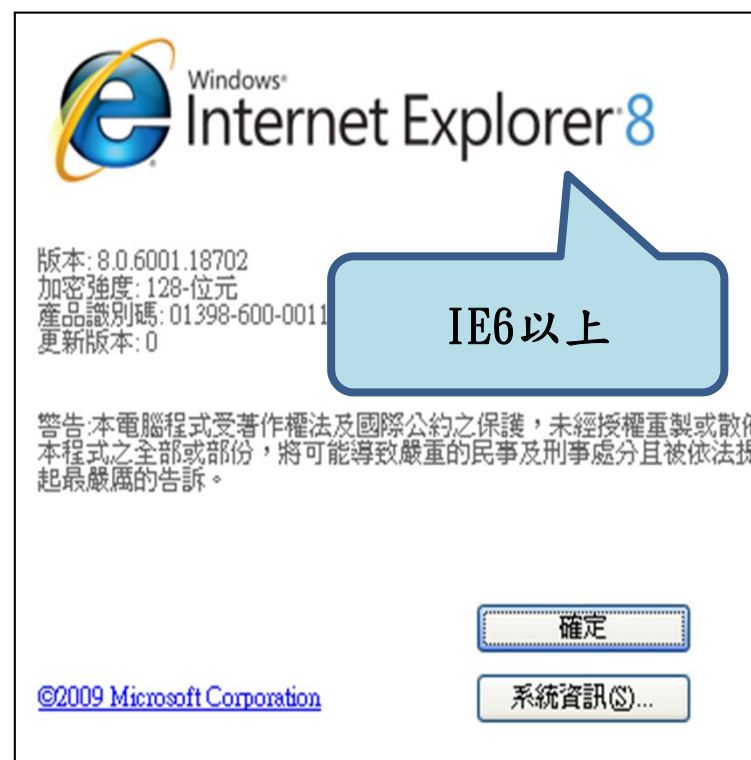 Windows®
Internet Explorer 8
版本: 8.0.6001.18702
加密強度: 128-位元
產品識別碼: 01398-600-0011
更新版本: 0
IE6以上
警告:本電腦程式受著作權法及國際公約之保護，未經授權重製或散
本程式之全部或部份，將可能導致嚴重的民事及刑事處分且被依法
起最嚴厲的告訴。
確定
©2009 Microsoft Corporation
系統資訊(S)...